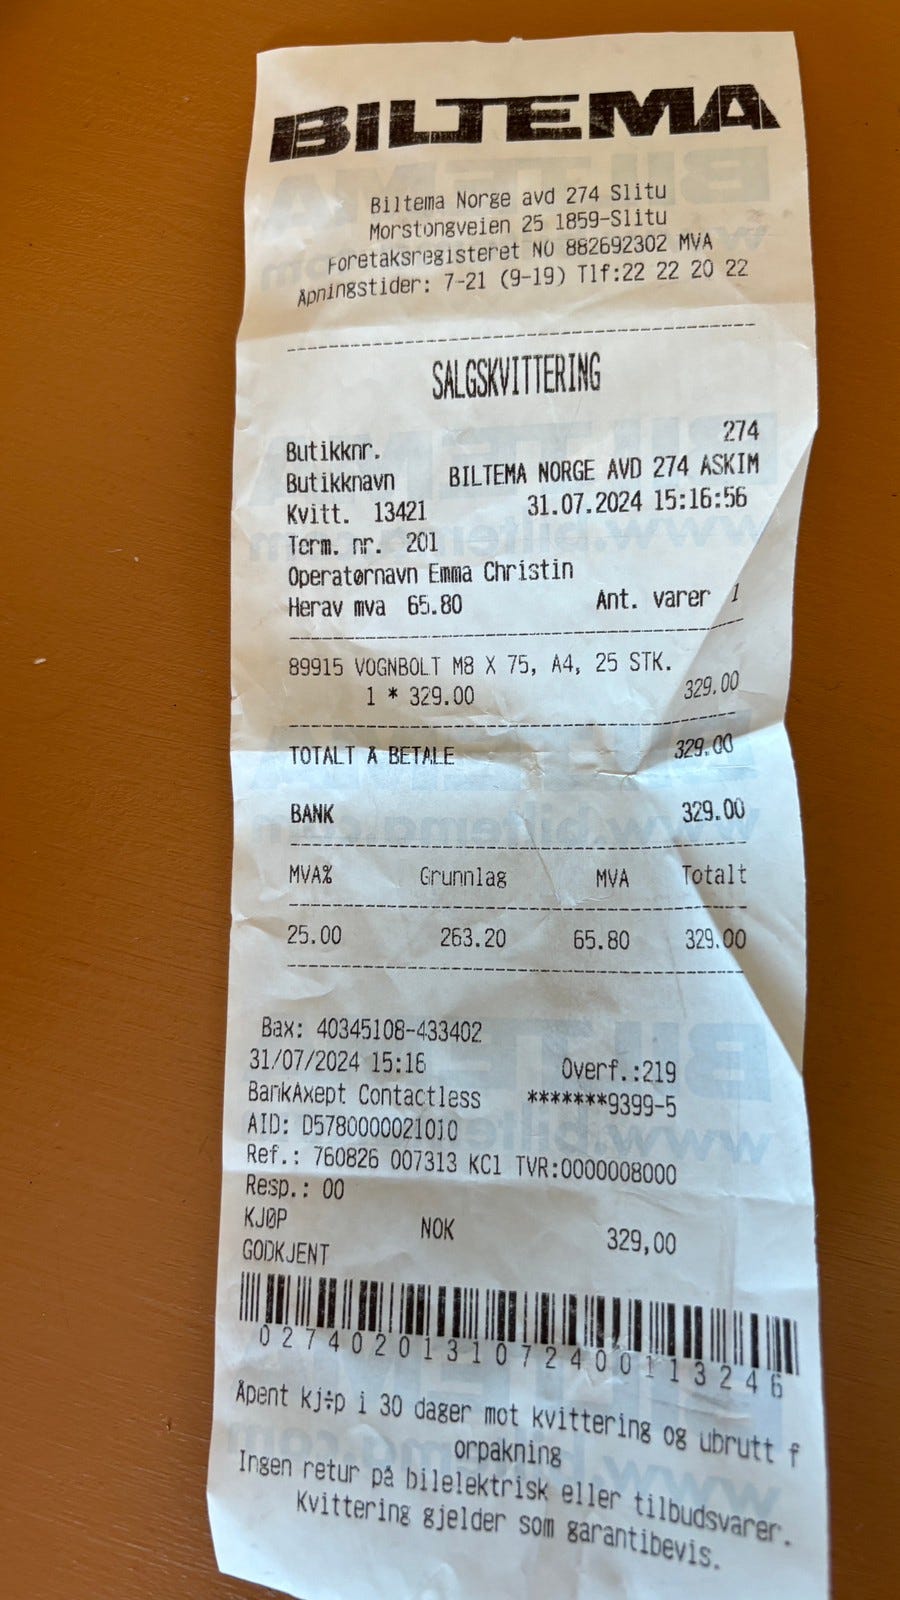 BILTEMA
Biltema Norge avd 274 Slitu
Morstongveien 25 1859-Slitu
Foretaksregisteret NO 882692302 MVA
Åpningstider: 7-21 (9-19) Tlf:22 22 20 22
SALGSKVITTERING
Butikknr. 274
Butikknavn BILTEMA NORGE AVD 274 ASKIM
Kvitt. 13421 31.07.2024 15:16:56
Term. nr. 201
Operatørnavn Emma Christin
Herav mva 65.80 Ant. varer 1
89915 VOGNBOLT M8 X 75, A4, 25 STK.
1 * 329.00 329.00
TOTALT Å BETALE 329.00
BANK 329.00
MVA% Grunnlag MVA Totalt
25.00 263.20 65.80 329.00
Bax: 40345108-433402
31/07/2024 15:16 Overf.:219
BankAxept Contactless *******9399-5
AID: D5780000021010
Ref.: 760826 007313 KC1 TVR:0000008000
Resp.: 00
KJØP NOK 329,00
GODKJENT
0274020131072400113246
Åpent kj÷p i 30 dager mot kvittering og ubrutt f
orpakning
Ingen retur på bilelektrisk eller tilbudsvarer.
Kvittering gjelder som garantibevis.